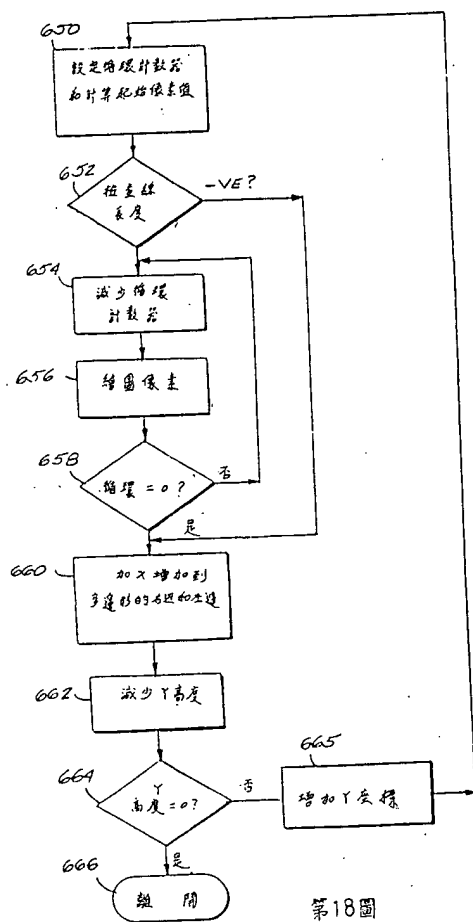 650
設定循環計數器
和計算起始像素值
652
檢查線
長度
-VE?
654
減少循環
計數器
656
繪圖像素
658
循環=0?
否
是
660
加X增加到
多邊形的右邊和左邊
662
減少Y高度
664
Y
高度=0?
否
665
增加Y座標
是
666
離開
第18圖